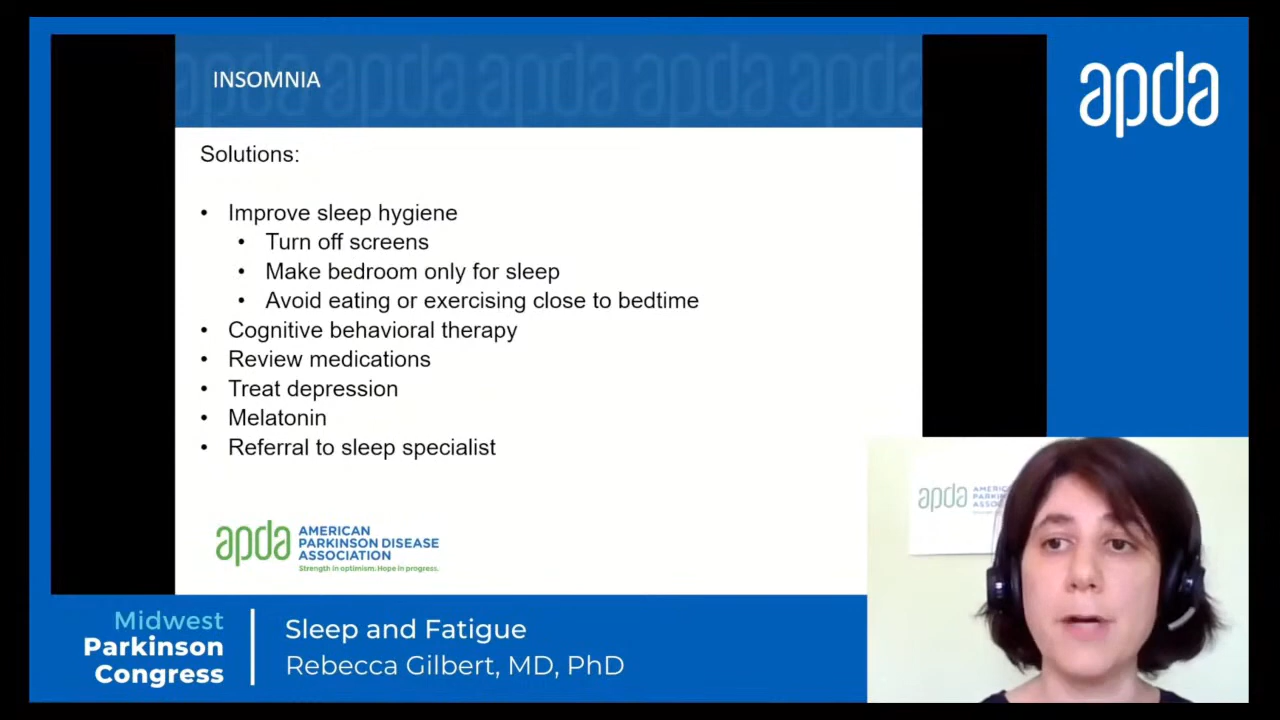 INSOMNIA
apda
Solutions:
• Improve sleep hygiene
• Turn off screens
• Make bedroom only for sleep
• Avoid eating or exercising close to bedtime
• Cognitive behavioral therapy
• Review medications
• Treat depression
• Melatonin
• Referral to sleep specialist
apda
AMERICAN
PARKINSON DISEASE
ASSOCIATION
Strength in optimism. Hope in progress.
apda
Midwest
Parkinson
Congress
Sleep and Fatigue
Rebecca Gilbert, MD, PhD